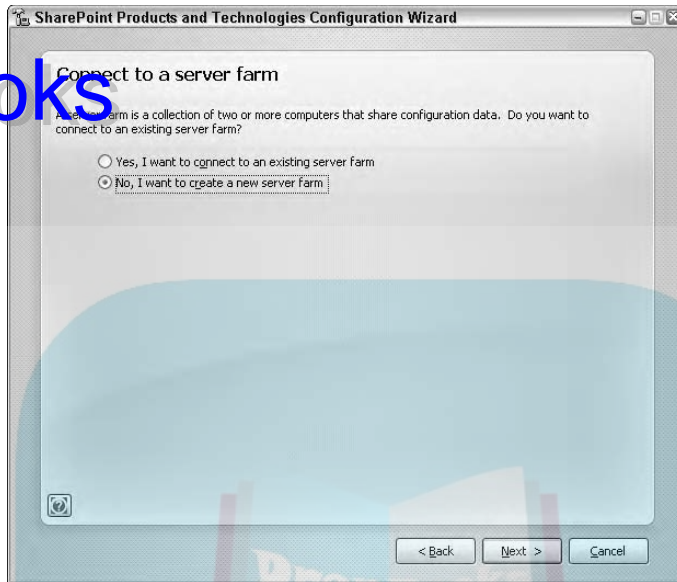 SharePoint Products and Technologies Configuration Wizard
Connect to a server farm
oks
A server farm is a collection of two or more computers that share configuration data. Do you want to
connect to an existing server farm?
Yes, I want to connect to an existing server farm
No, I want to create a new server farm
< Back Next > Cancel